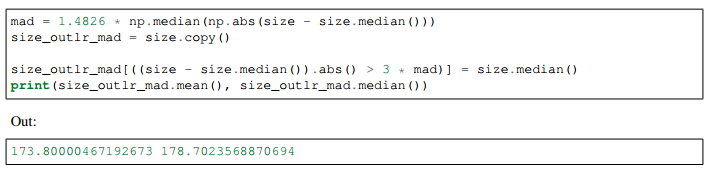 mad = 1.4826 * np.median(np.abs(size - size.median()))
size_outlr_mad = size.copy()
size_outlr_mad[((size - size.median()).abs() > 3 * mad)] = size.median()
print(size_outlr_mad.mean(), size_outlr_mad.median())
Out:
173.80000467192673 178.7023568870694